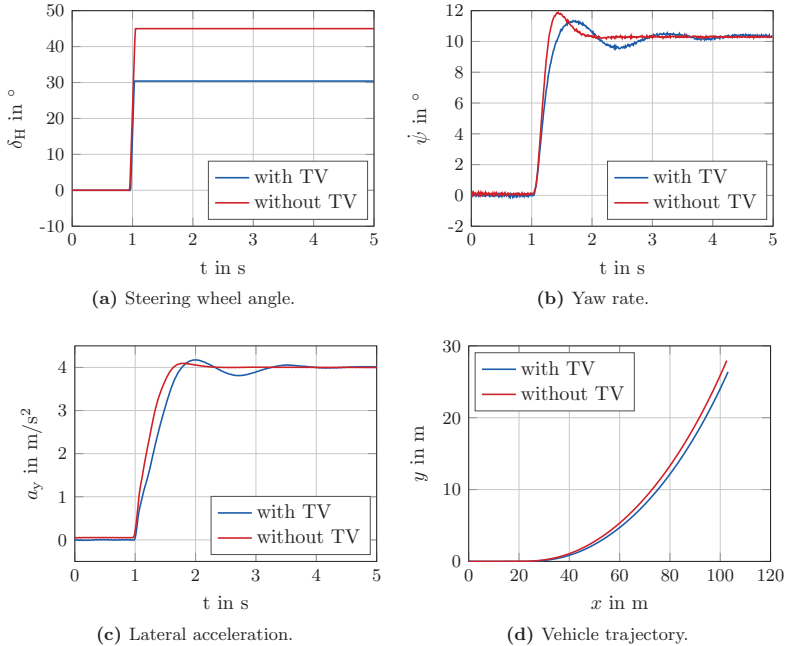 50
40
30
20
10
0
-10
0 1 2 3 4 5
δH in °
t in s
with TV
without TV
(a) Steering wheel angle.
12
10
8
6
4
2
0
-2
0 1 2 3 4 5
ψ̇ in °
t in s
with TV
without TV
(b) Yaw rate.
4
3
2
1
0
0 1 2 3 4 5
ay in m/s²
t in s
with TV
without TV
(c) Lateral acceleration.
30
20
10
0
0 20 40 60 80 100 120
y in m
x in m
with TV
without TV
(d) Vehicle trajectory.